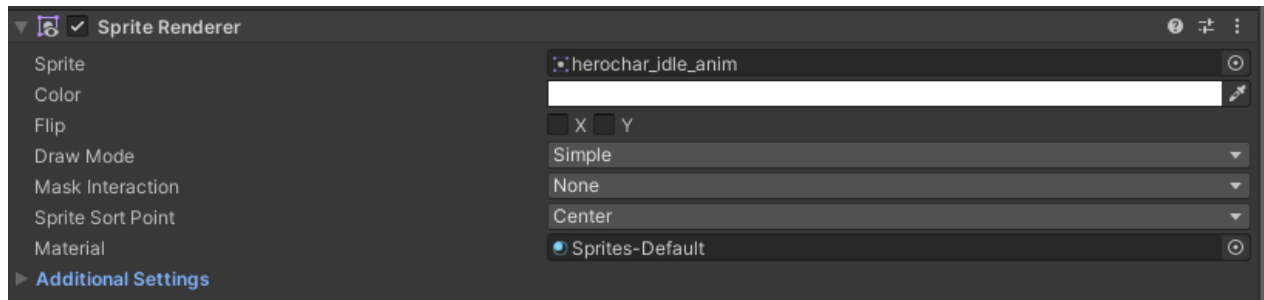 Sprite Renderer
Sprite herochar_idle_anim
Color
Flip X Y
Draw Mode Simple
Mask Interaction None
Sprite Sort Point Center
Material Sprites-Default
Additional Settings